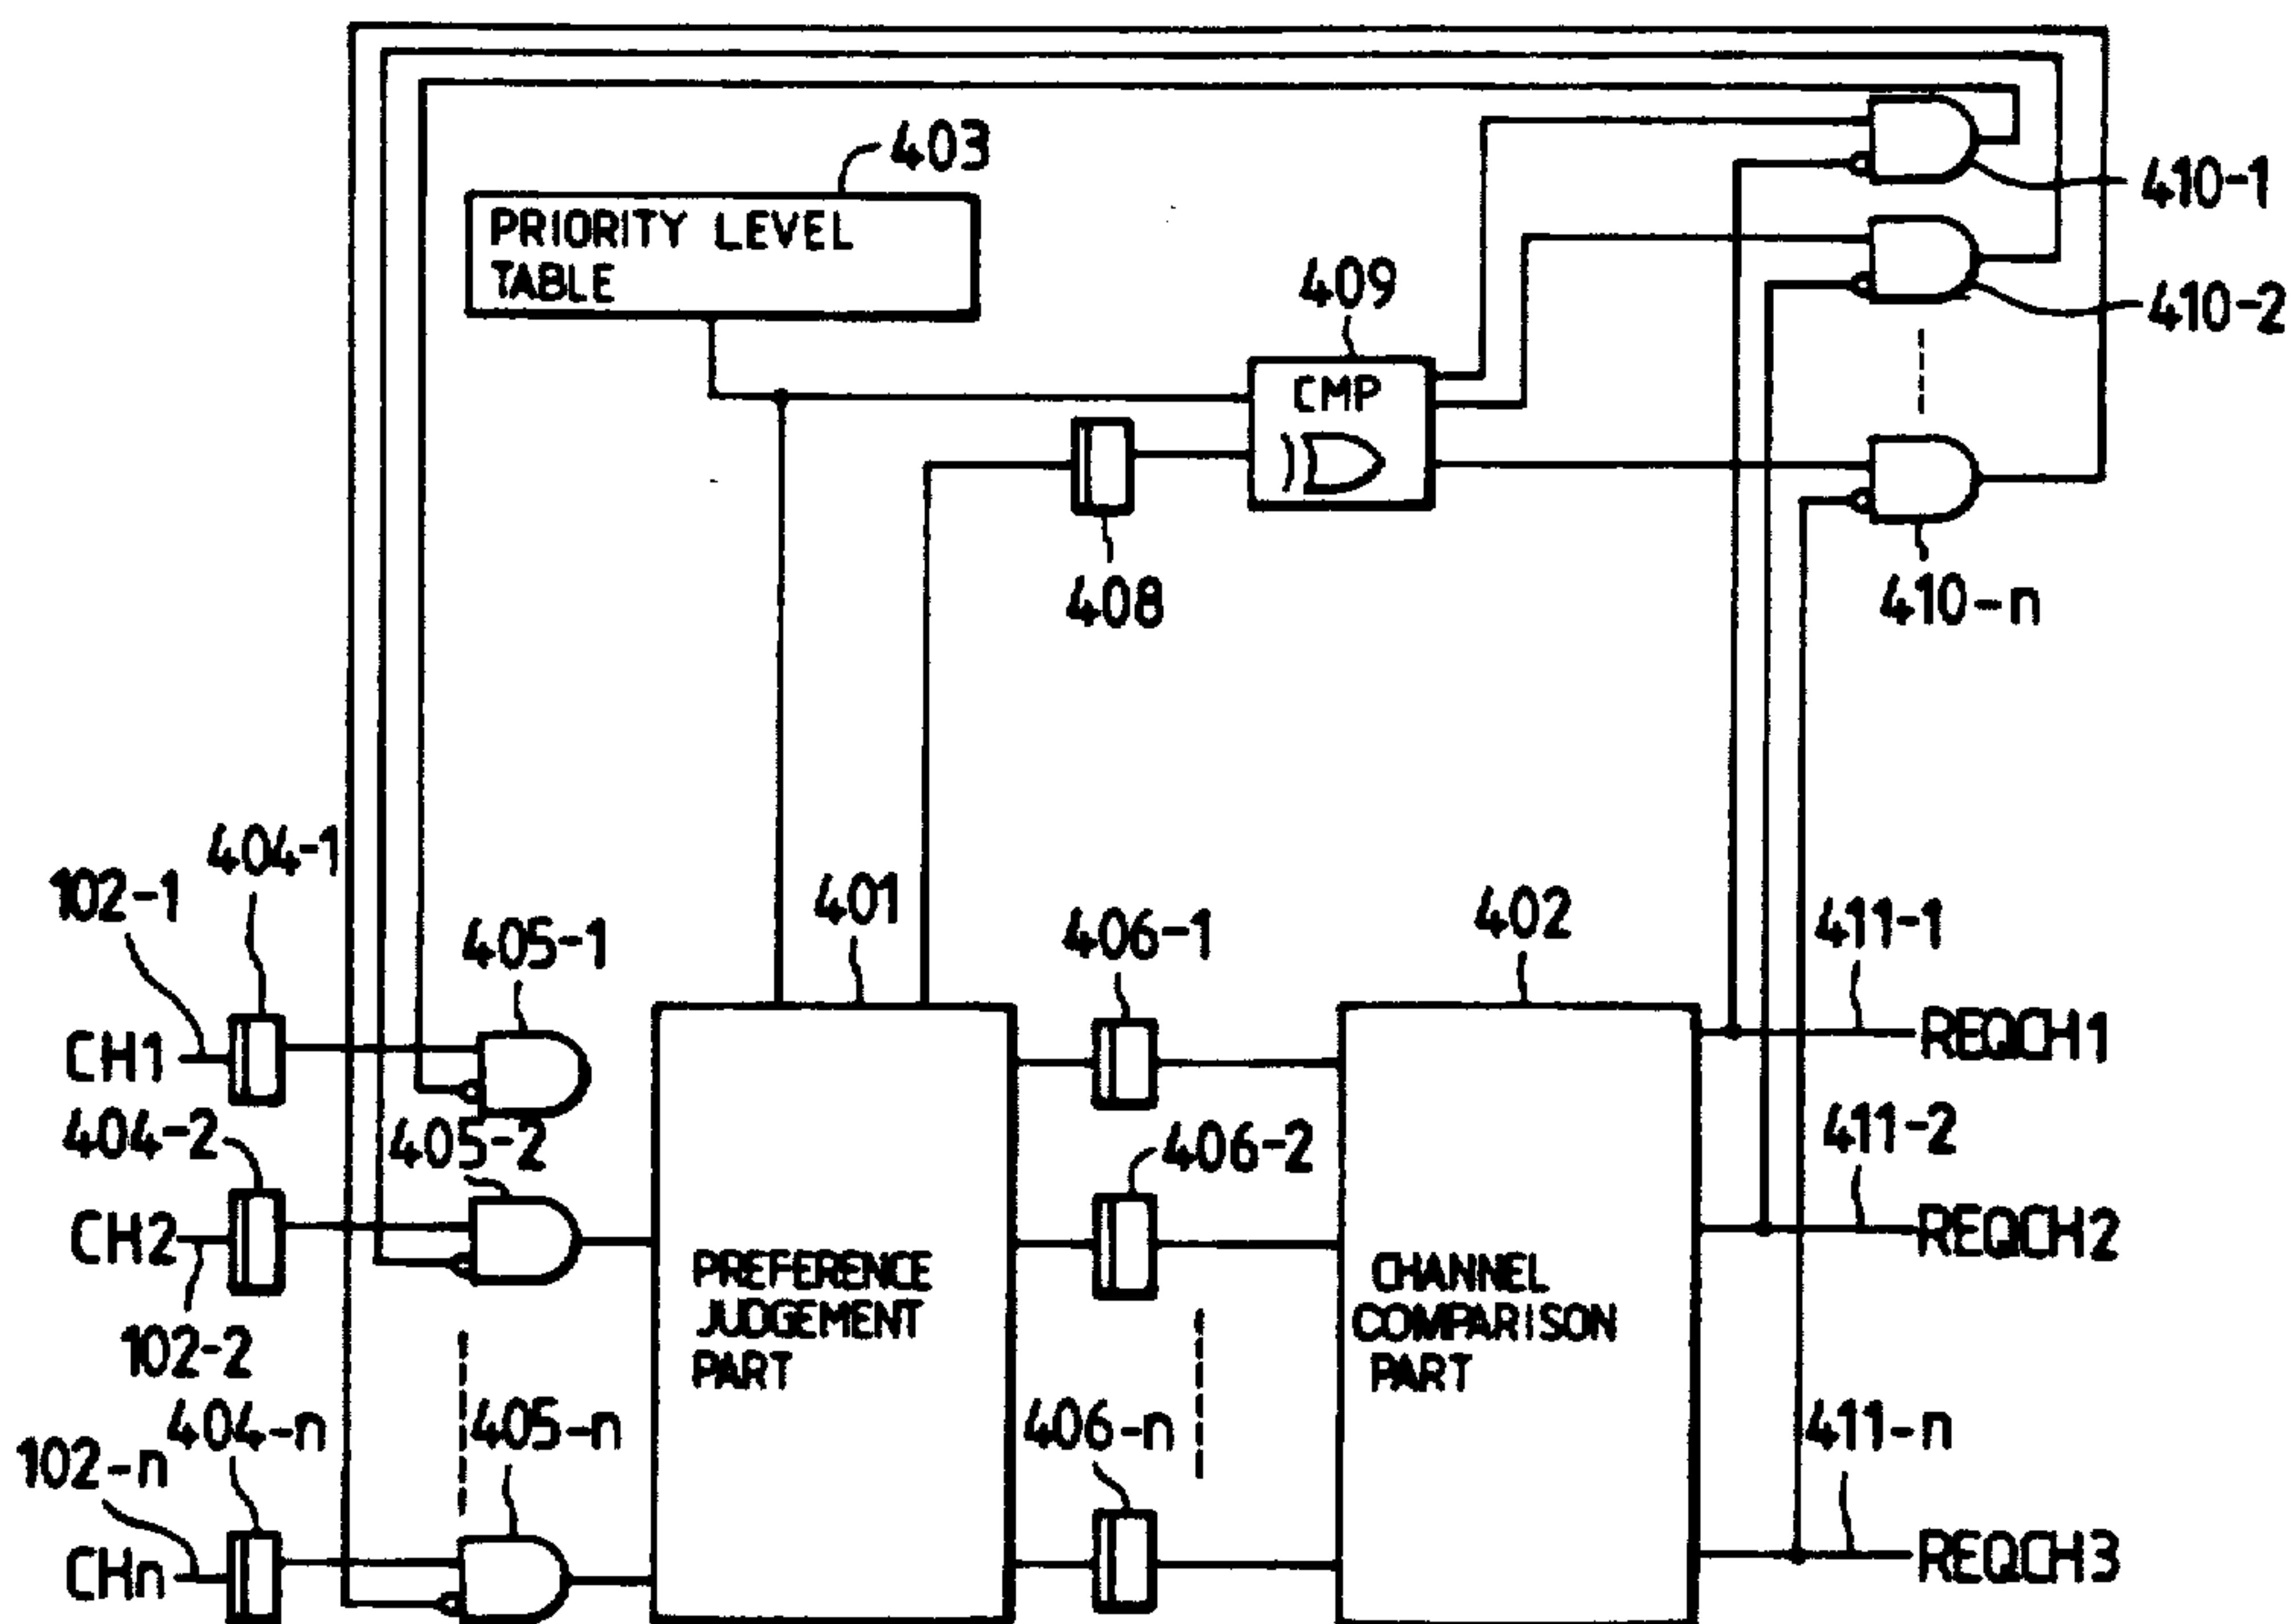 403
PRIORITY LEVEL
TABLE
410-1
409
410-2
CMP
408
410-n
404-1
102-1
401
402
411-1
405-1
406-1
CH1
REQCH1
404-2
405-2
406-2
411-2
CH2
REQCH2
102-2
PREFERENCE
JUDGEMENT
PART
CHANNEL
COMPARISON
PART
404-n
405-n
406-n
411-n
102-n
CHn
REQCH3